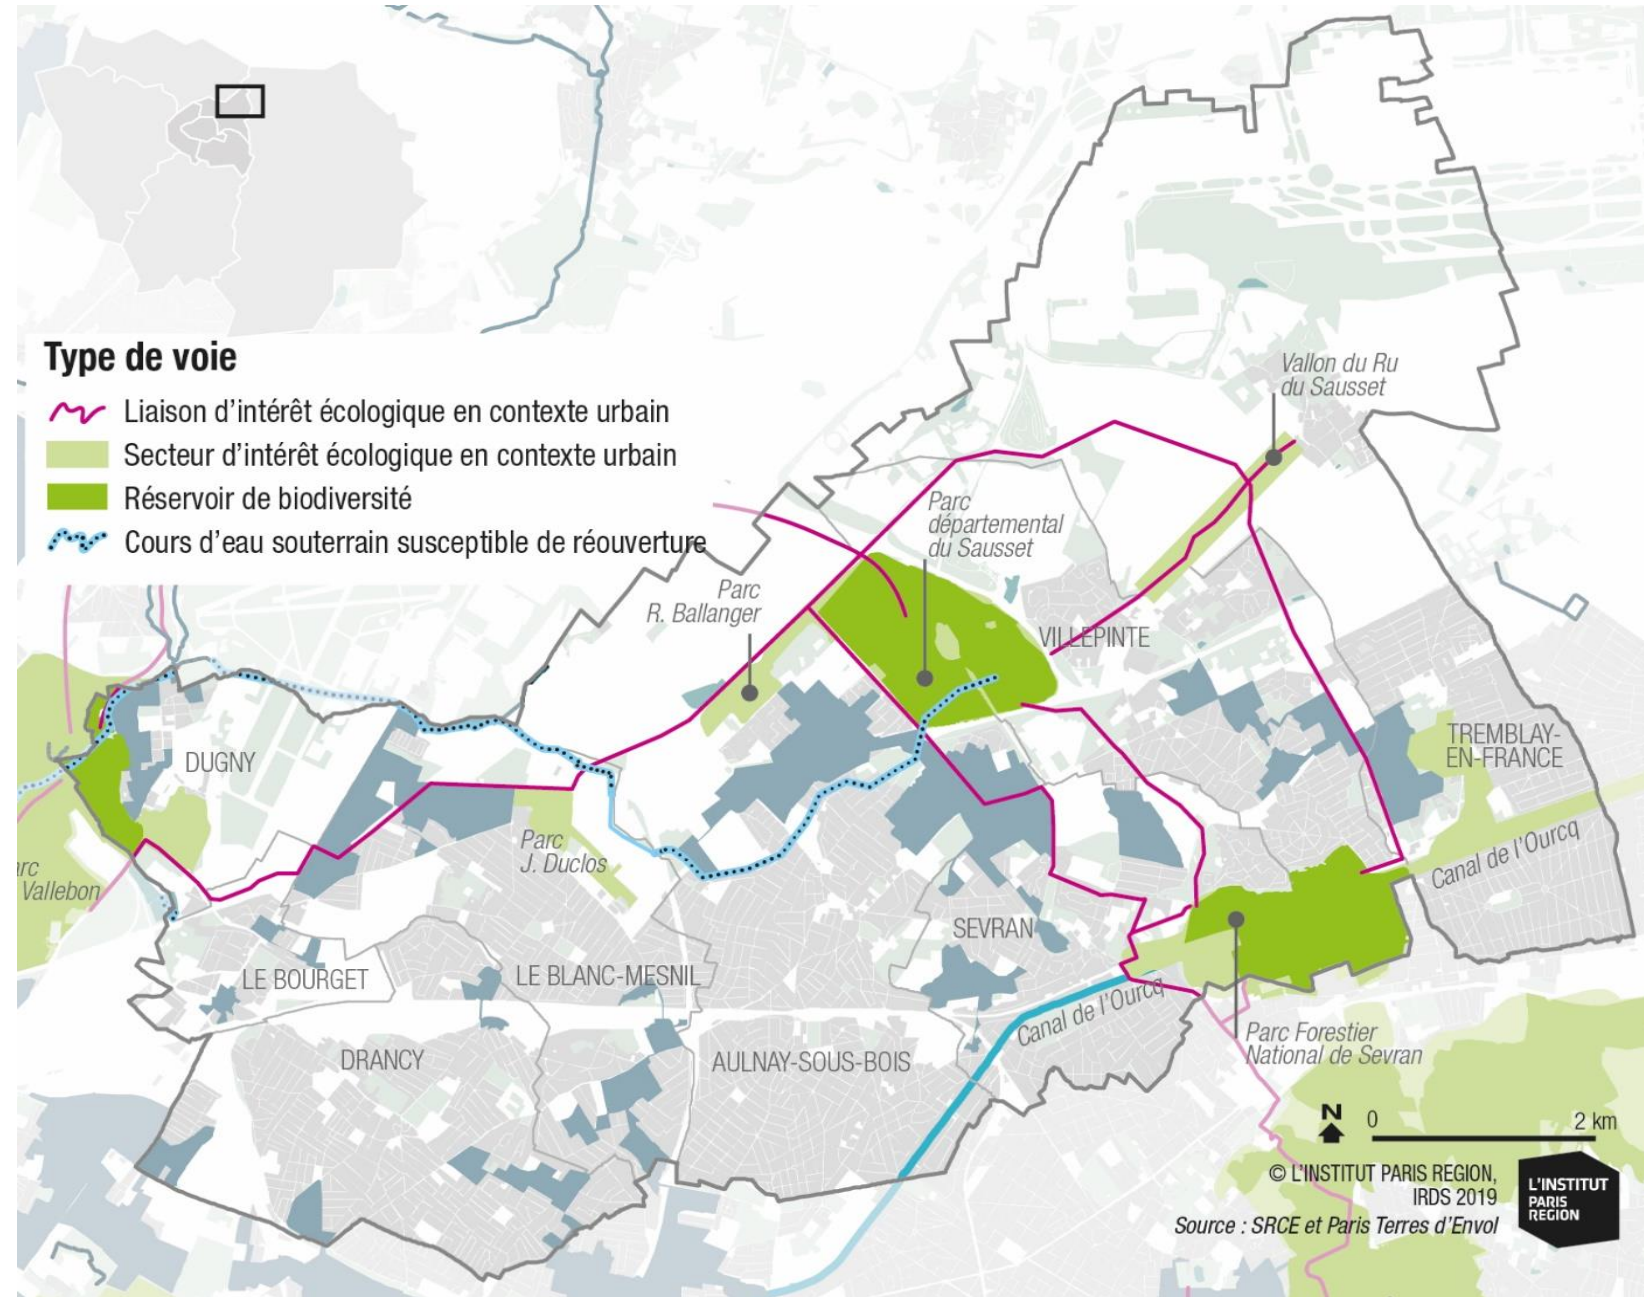 Type de voie
Liaison d'intérêt écologique en contexte urbain
Secteur d'intérêt écologique en contexte urbain
Réservoir de biodiversité
Cours d'eau souterrain susceptible de réouverture
Vallon du Ru
du Sausset
Parc
départemental
du Sausset
Parc
R. Ballanger
VILLEPINTE
TREMBLAY-
EN-FRANCE
DUGNY
Parc
J. Duclos
Canal de l'Ourcq
arc
Vallebon
SEVRAN
LE BOURGET
LE BLANC-MESNIL
Canal de l'Ourcq
DRANCY
AULNAY-SOUS-BOIS
Parc Forestier
National de Sevran
N
0
2 km
© L'INSTITUT PARIS REGION,
IRDS 2019
Source : SRCE et Paris Terres d'Envol
L'INSTITUT
PARIS
REGION